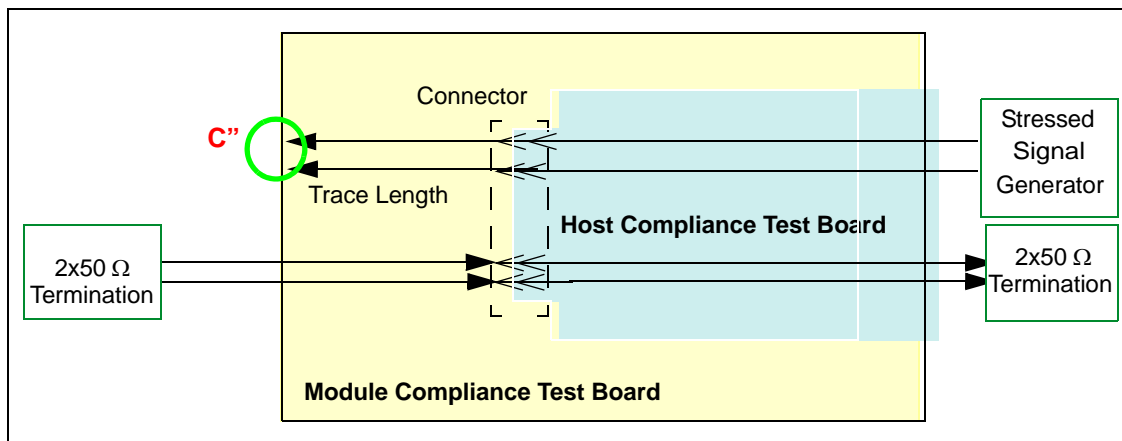 Connector
C”
Stressed
Signal
Generator
Trace Length
Host Compliance Test Board
2x50 Ω
Termination
2x50 Ω
Termination
Module Compliance Test Board